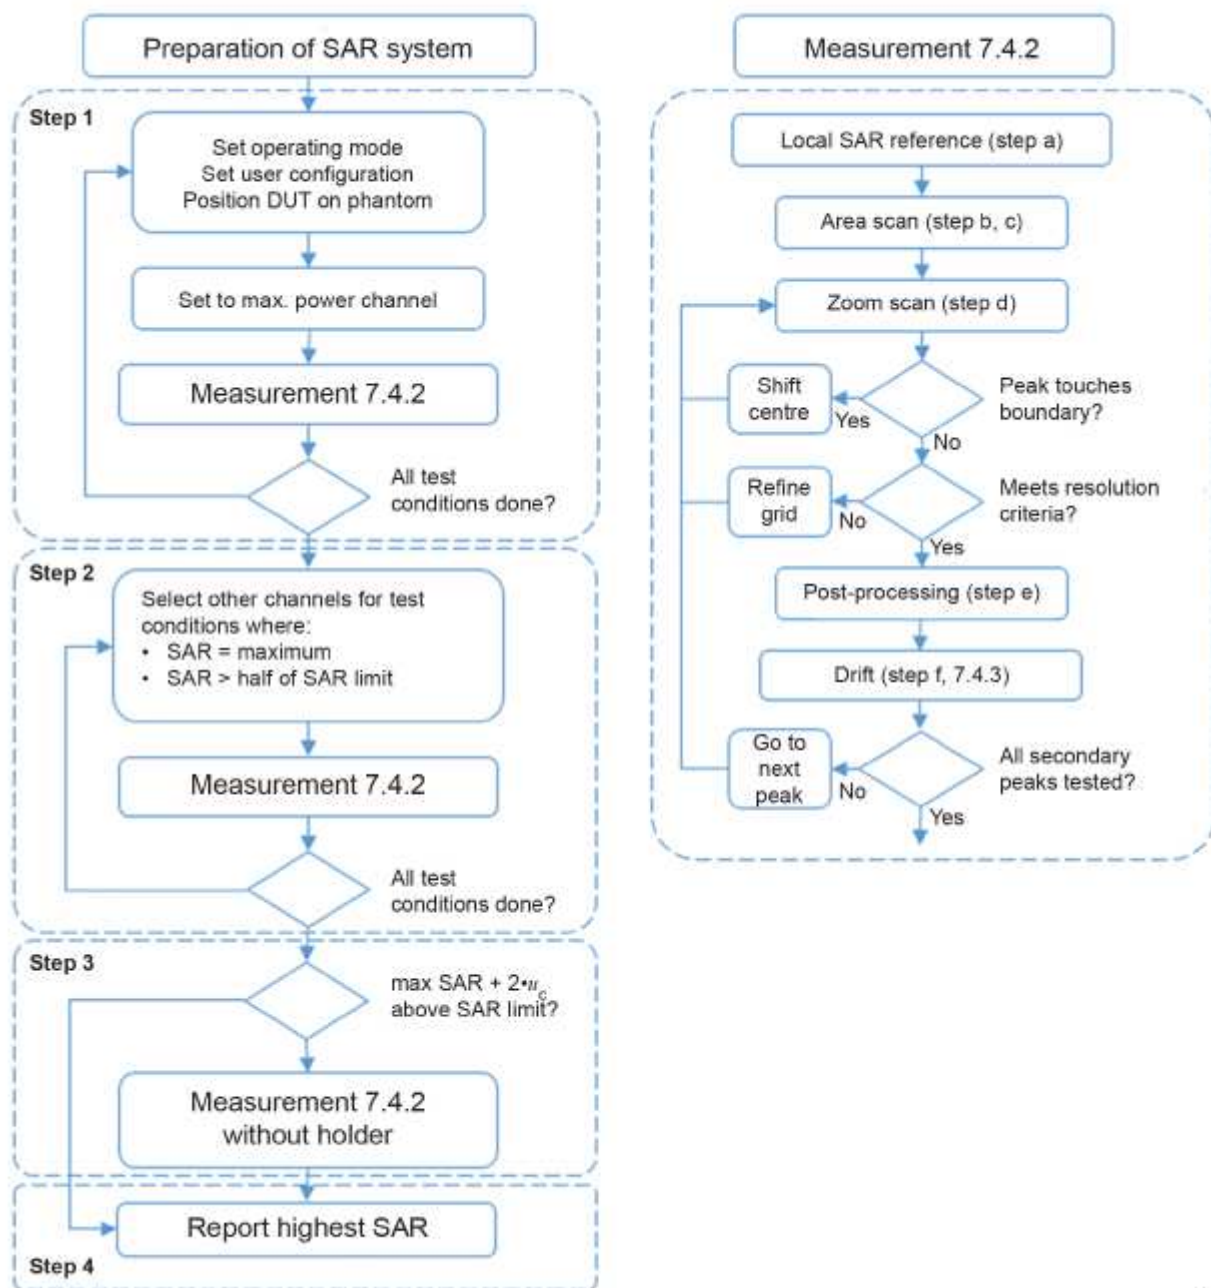 Preparation of SAR system
Step 1
Set operating mode
Set user configuration
Position DUT on phantom
Set to max. power channel
Measurement 7.4.2
All test
conditions done?
Step 2
Select other channels for test
conditions where:
• SAR = maximum
• SAR > half of SAR limit
Measurement 7.4.2
All test
conditions done?
Step 3
max SAR + 2•u_c
above SAR limit?
Measurement 7.4.2
without holder
Report highest SAR
Step 4
Measurement 7.4.2
Local SAR reference (step a)
Area scan (step b, c)
Zoom scan (step d)
Shift
centre
Yes
Peak touches
boundary?
No
Refine
grid
No
Meets resolution
criteria?
Yes
Post-processing (step e)
Drift (step f, 7.4.3)
Go to
next
peak
No
All secondary
peaks tested?
Yes